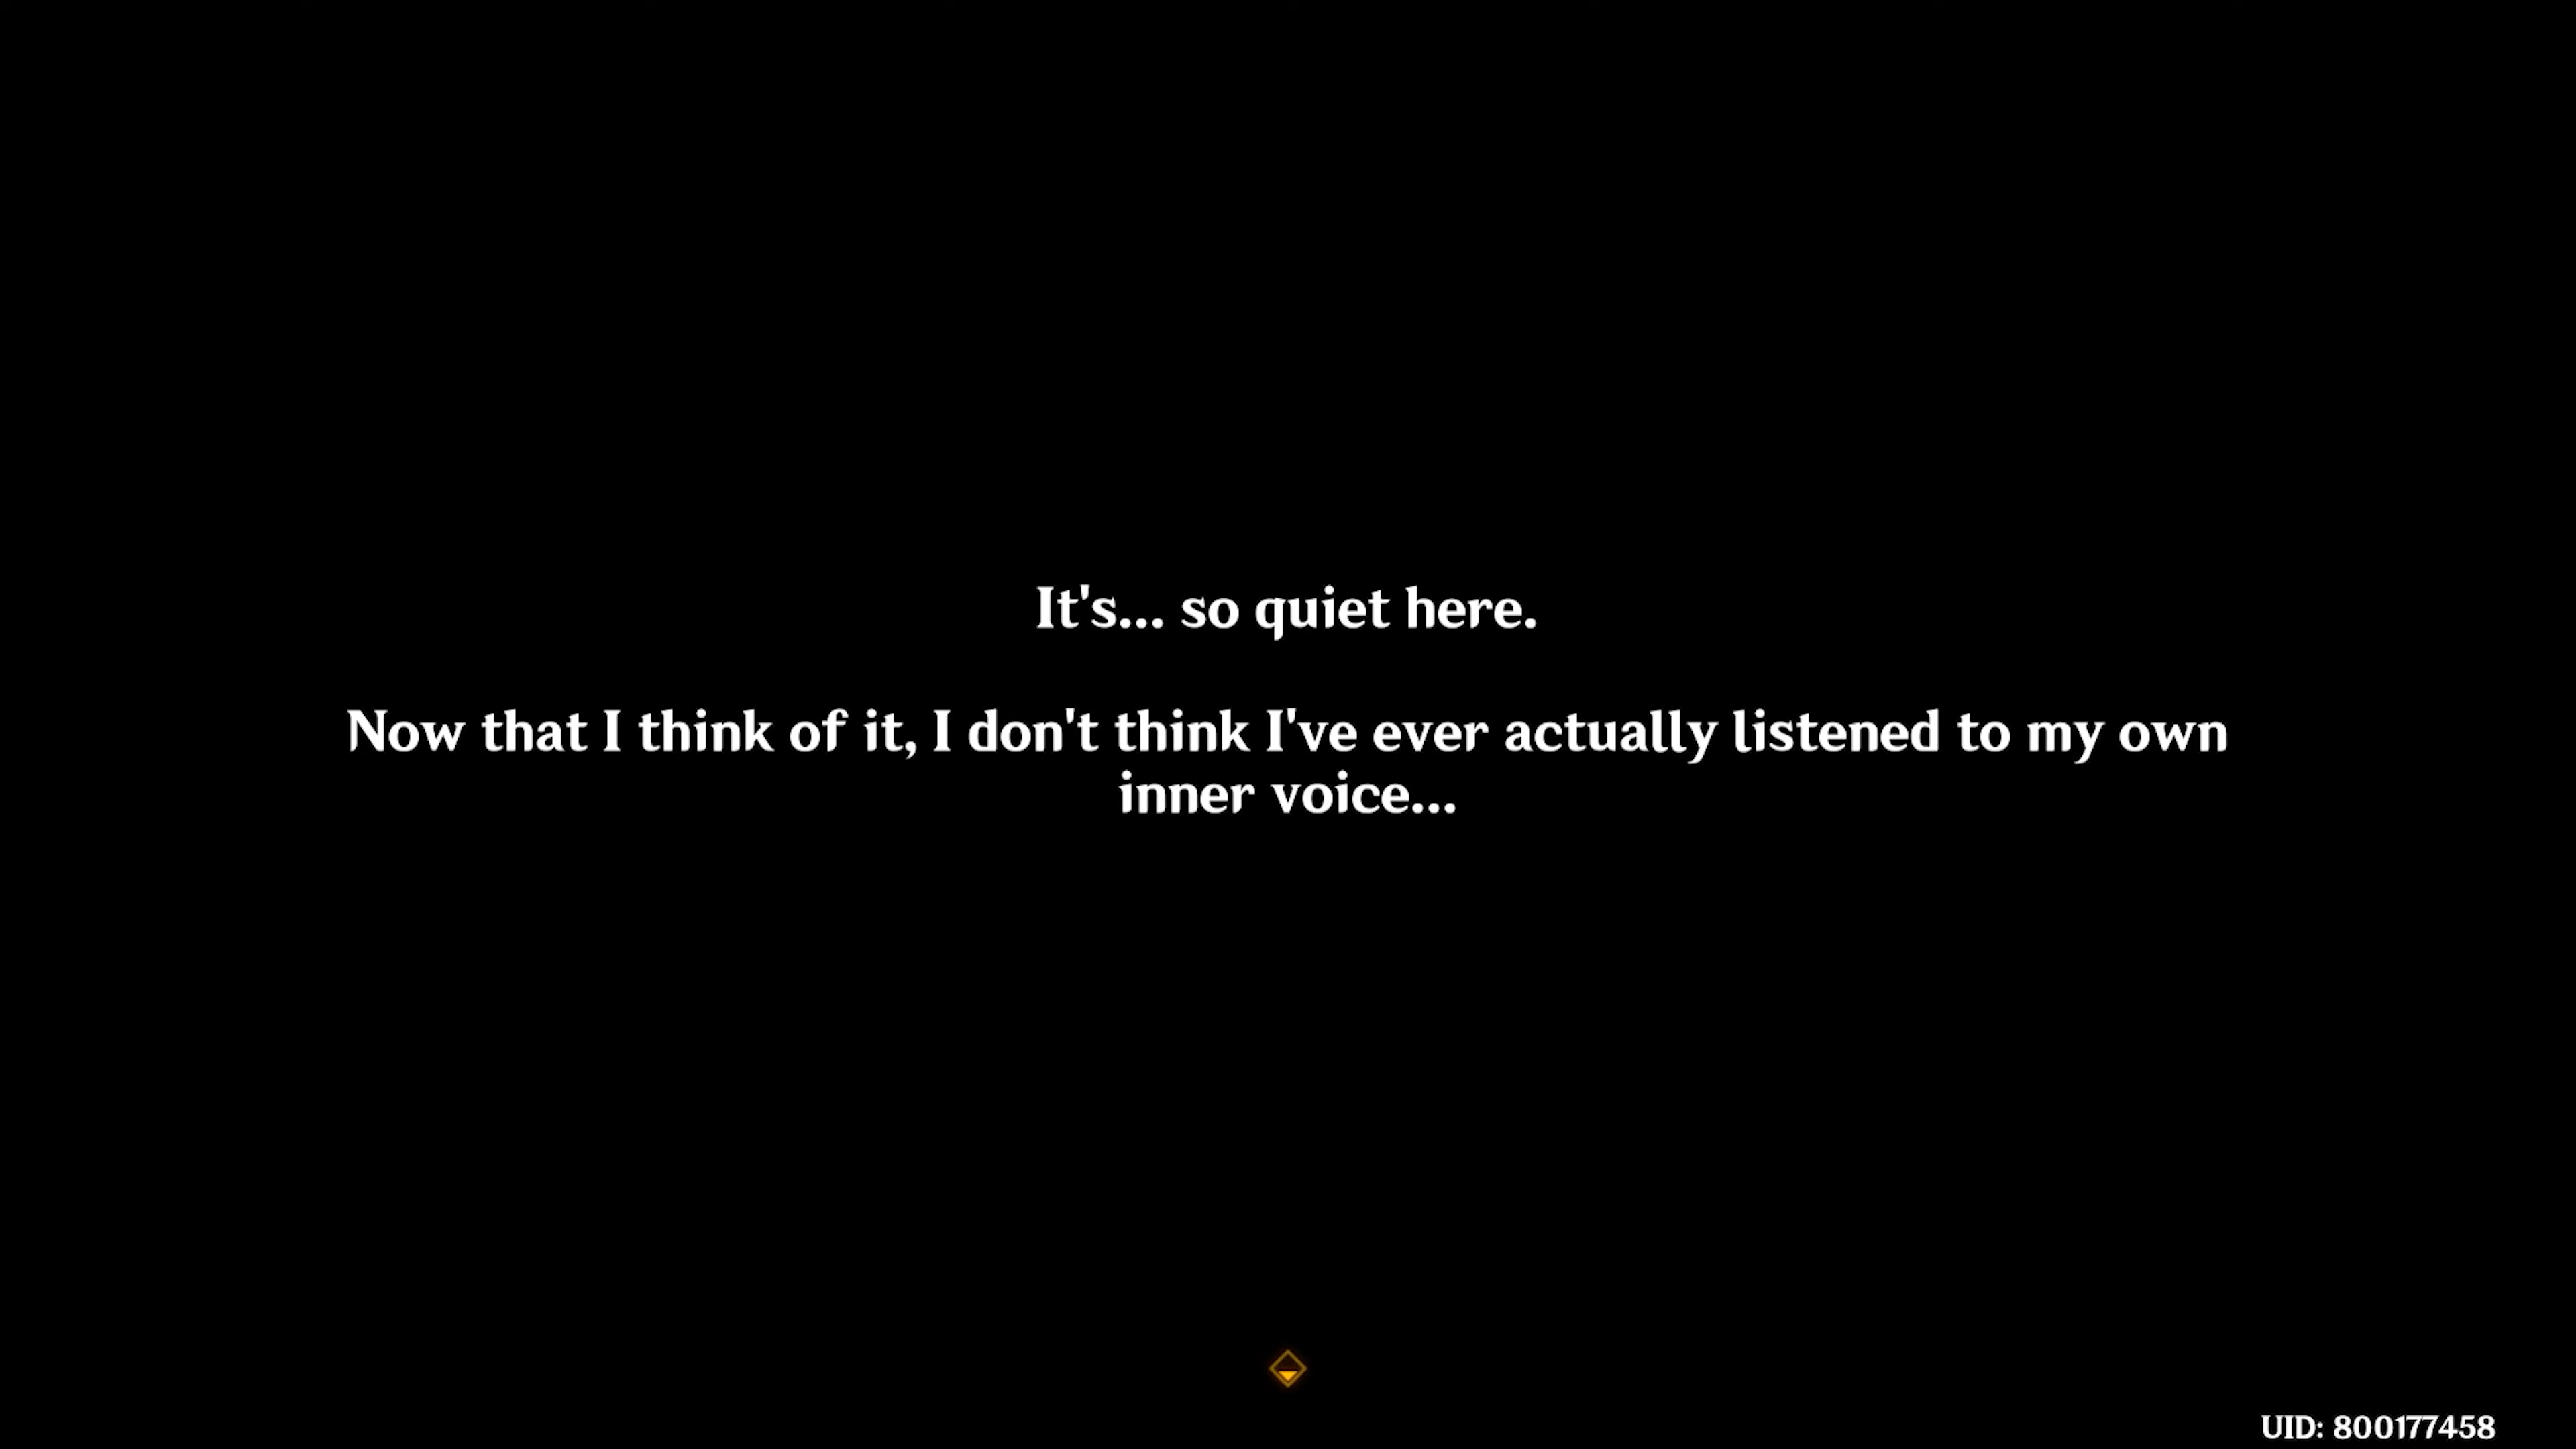 It's... so quiet here.
Now that I think of it, I don't think I've ever actually listened to my own
inner voice...
UID: 800177458